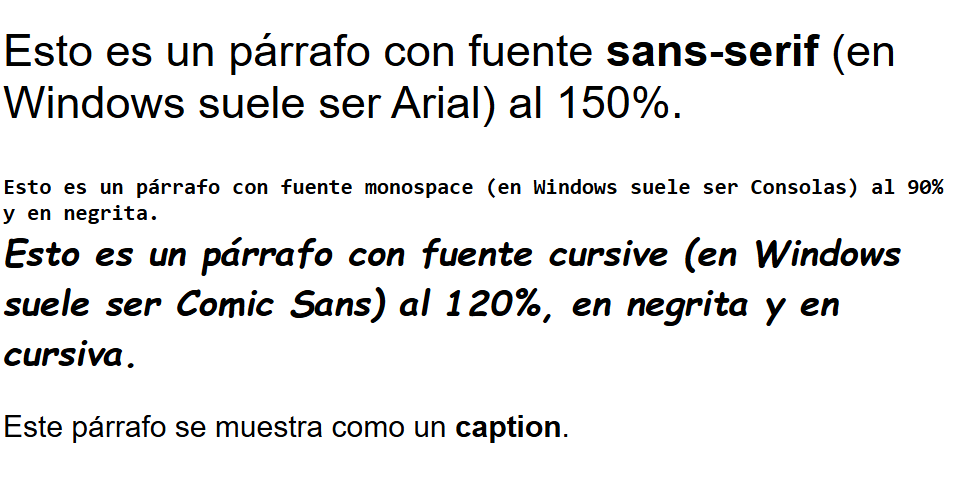 Esto es un párrafo con fuente sans-serif (en
Windows suele ser Arial) al 150%.
Esto es un párrafo con fuente monospace (en Windows suele ser Consolas) al 90%
y en negrita.
Esto es un párrafo con fuente cursive (en Windows
suele ser Comic Sans) al 120%, en negrita y en
cursiva.
Este párrafo se muestra como un caption.